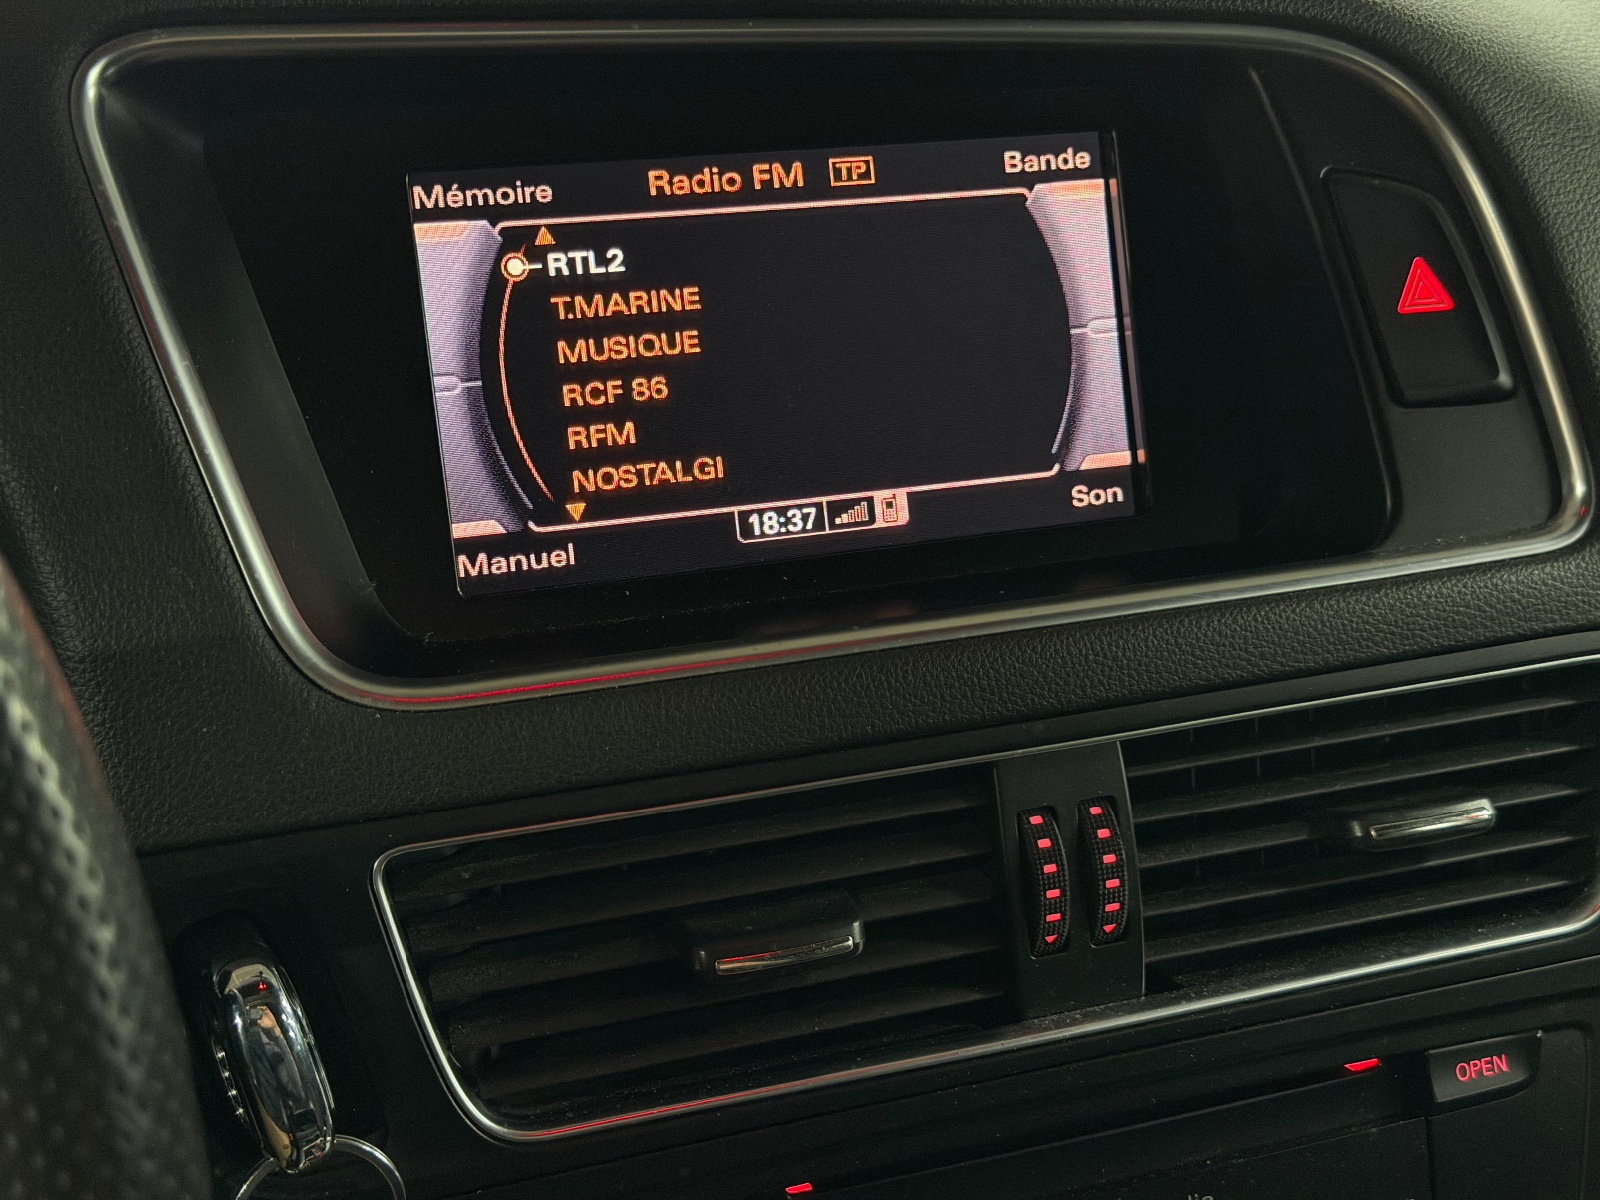 Mémoire
Radio FM TP
Bande
RTL2
T.MARINE
MUSIQUE
RCF 86
RFM
NOSTALGI
18:37
Manuel
Son
OPEN